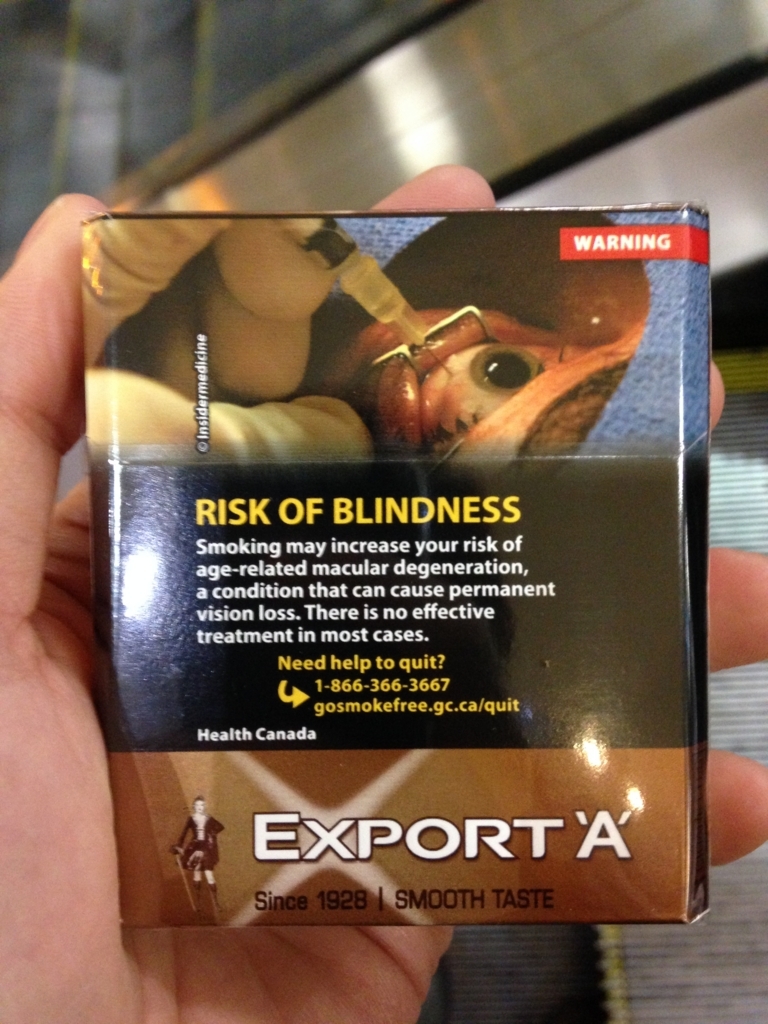 WARNING
© Insidermedicine
RISK OF BLINDNESS
Smoking may increase your risk of
age-related macular degeneration,
a condition that can cause permanent
vision loss. There is no effective
treatment in most cases.
Need help to quit?
1-866-366-3667
gosmokefree.gc.ca/quit
Health Canada
EXPORT 'A'
Since 1928 | SMOOTH TASTE